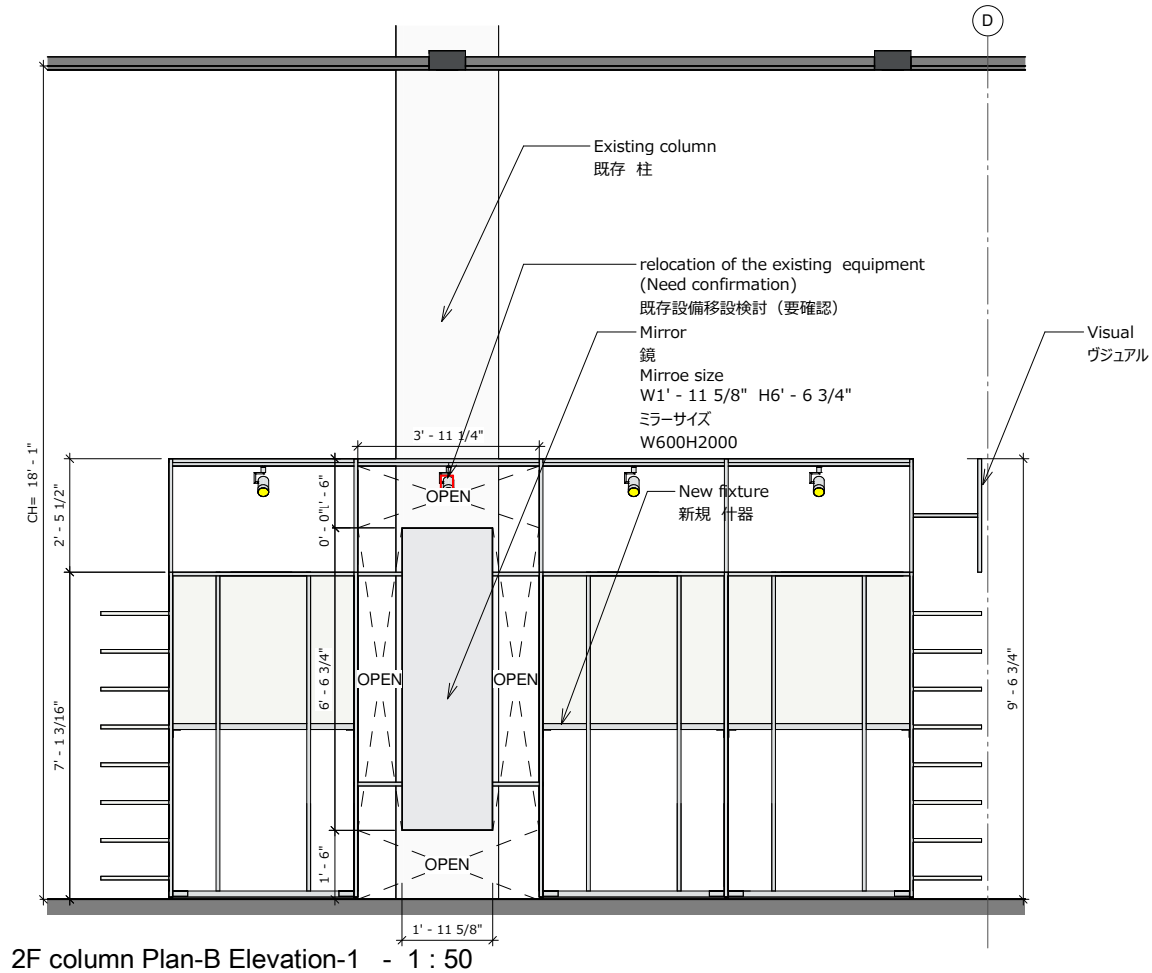 D
Existing column
既存 柱
relocation of the existing equipment
(Need confirmation)
既存設備移設検討（要確認）
Mirror
鏡
Mirroe size
W1' - 11 5/8" H6' - 6 3/4"
ミラーサイズ
W600H2000
Visual
ヴジュアル
CH= 18' - 1"
3' - 11 1/4"
2' - 5 1/2"
1' - 6"
0' - 0"
OPEN
New fixture
新規 什器
7' - 1 3/16"
6' - 6 3/4"
OPEN
OPEN
9' - 6 3/4"
1' - 6"
OPEN
1' - 11 5/8"
2F column Plan-B Elevation-1 - 1 : 50